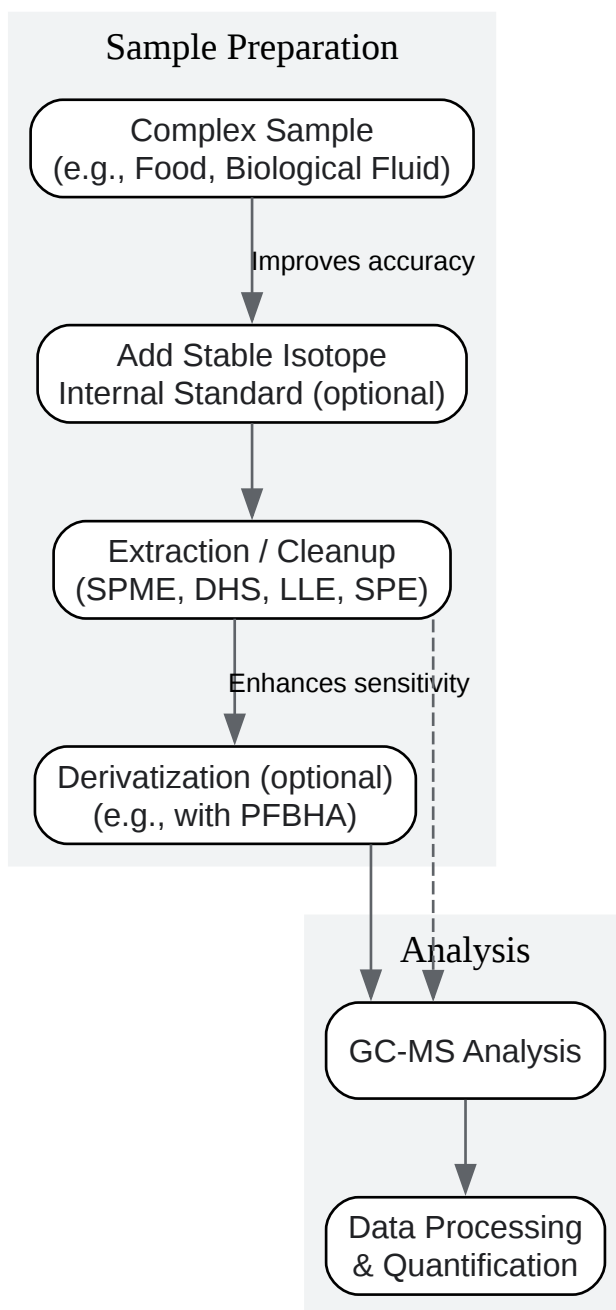 Sample Preparation
Complex Sample
(e.g., Food, Biological Fluid)
Improves accuracy
Add Stable Isotope
Internal Standard (optional)
Extraction / Cleanup
(SPME, DHS, LLE, SPE)
Enhances sensitivity
Derivatization (optional)
(e.g., with PFBHA)
Analysis
GC-MS Analysis
Data Processing
& Quantification